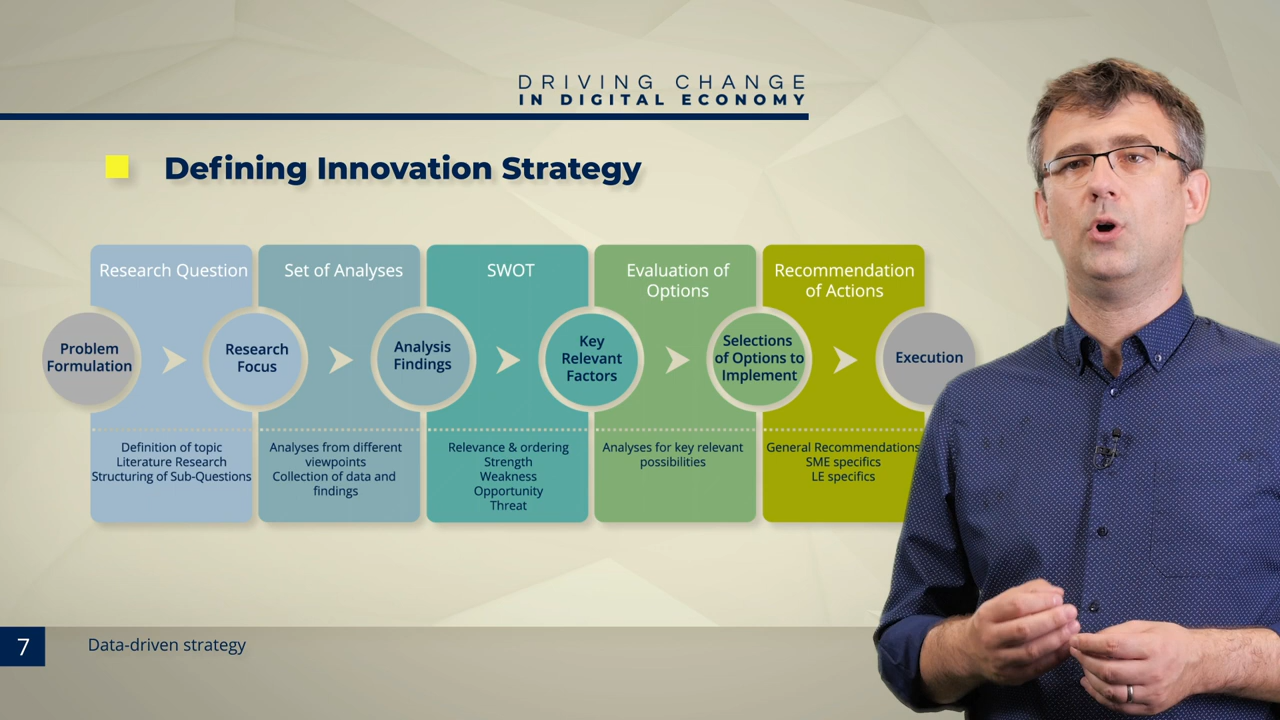 DRIVING CHANGE
IN DIGITAL ECONOMY
Defining Innovation Strategy
Research Question
Set of Analyses
SWOT
Evaluation of
Options
Recommendation
of Actions
Problem
Formulation
Research
Focus
Analysis
Findings
Key
Relevant
Factors
Selections
of Options to
Implement
Execution
Definition of topic
Literature Research
Structuring of Sub-Questions
Analyses from different
viewpoints
Collection of data and
findings
Relevance & ordering
Strength
Weakness
Opportunity
Threat
Analyses for key relevant
possibilities
General Recommendations
SME specifics
LE specifics
7
Data-driven strategy